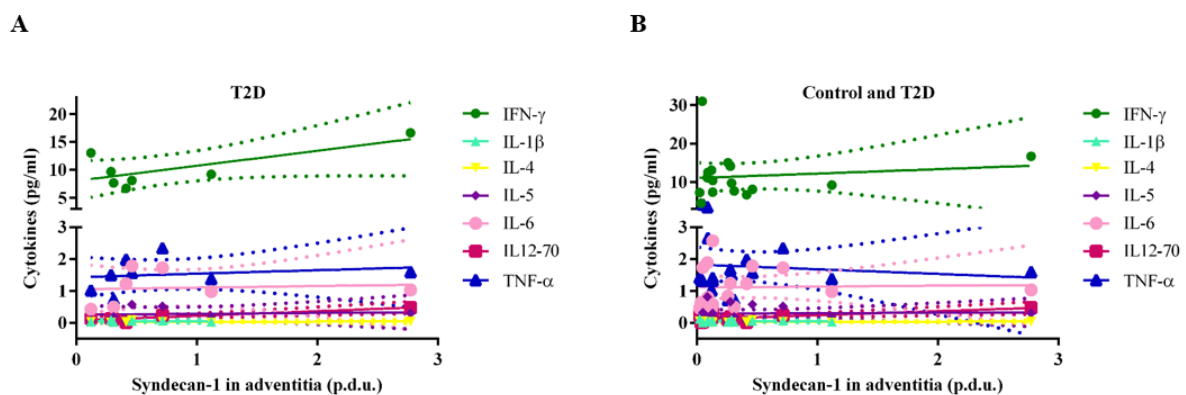 A
B
T2D
Cytokines (pg/ml)
20
15
10
5
3
2
1
0
0
1
2
3
Syndecan-1 in adventitia (p.d.u.)
IFN-γ
IL-1β
IL-4
IL-5
IL-6
IL12-70
TNF-α
Control and T2D
Cytokines (pg/ml)
30
20
10
3
2
1
0
0
1
2
3
Syndecan-1 in adventitia (p.d.u.)
IFN-γ
IL-1β
IL-4
IL-5
IL-6
IL12-70
TNF-α